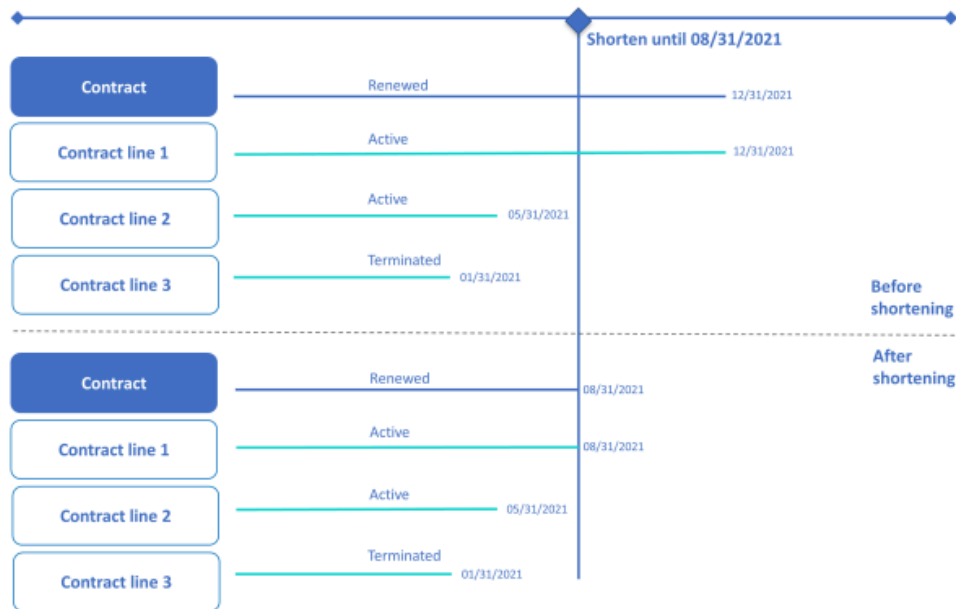 Shorten until 08/31/2021
Contract
Renewed
12/31/2021
Contract line 1
Active
12/31/2021
Contract line 2
Active
05/31/2021
Contract line 3
Terminated
01/31/2021
Before
shortening
After
shortening
Contract
Renewed
08/31/2021
Contract line 1
Active
08/31/2021
Contract line 2
Active
05/31/2021
Contract line 3
Terminated
01/31/2021